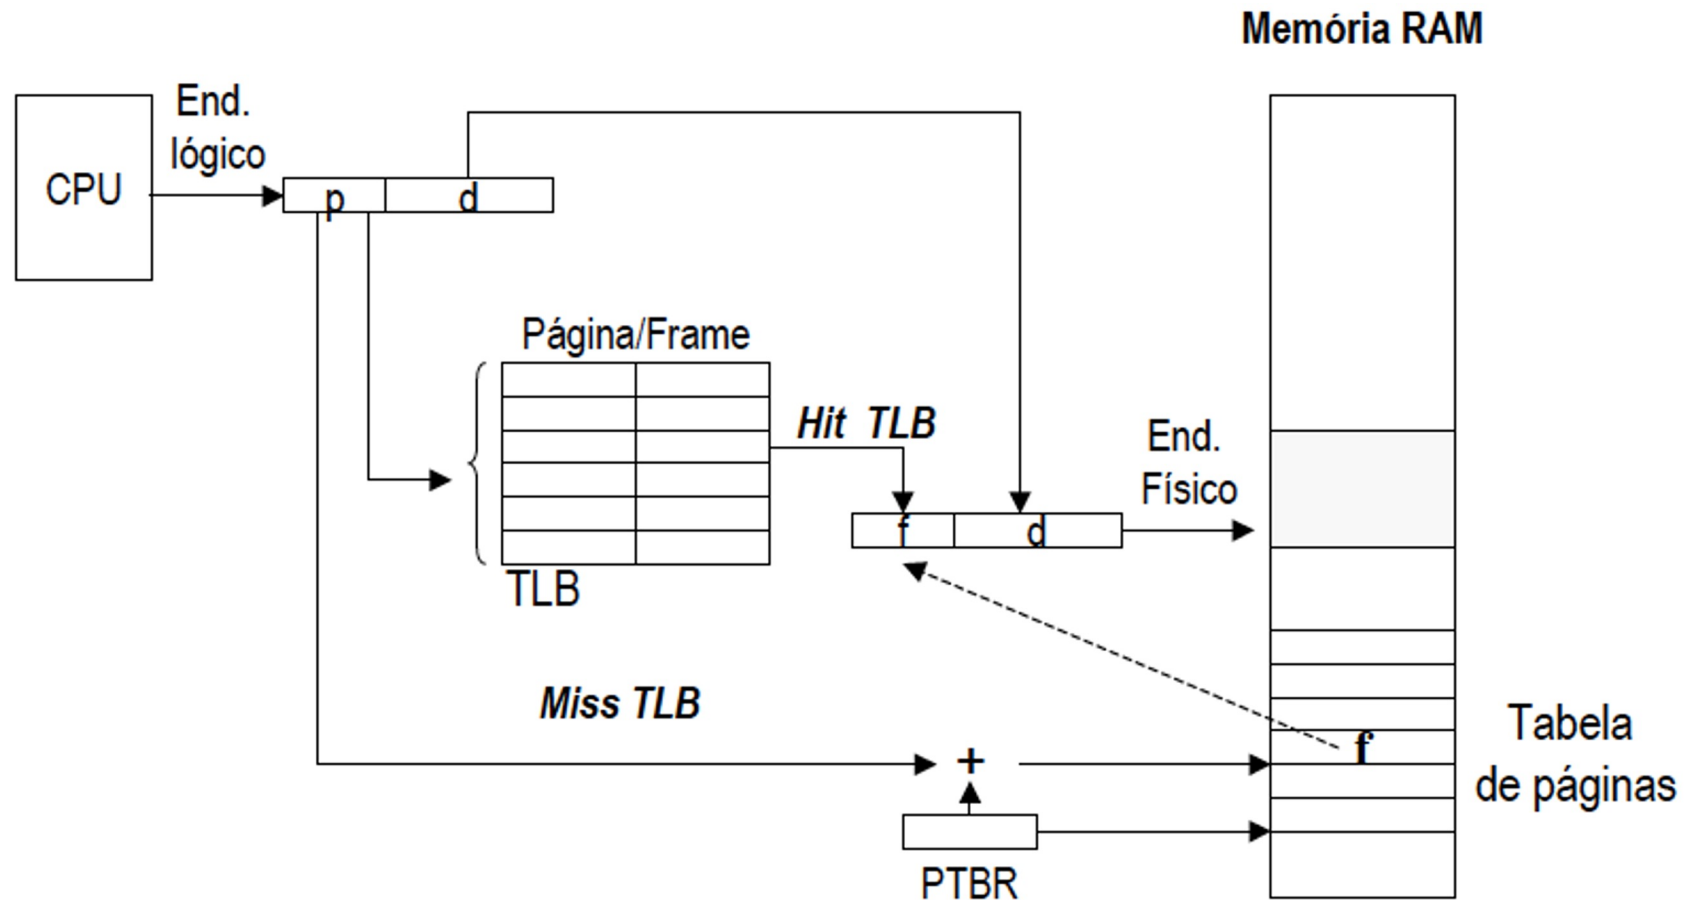 Memória RAM
End.
lógico
CPU
p
d
Página/Frame
Hit TLB
End.
Físico
f
d
TLB
Miss TLB
+
f
Tabela
de páginas
PTBR